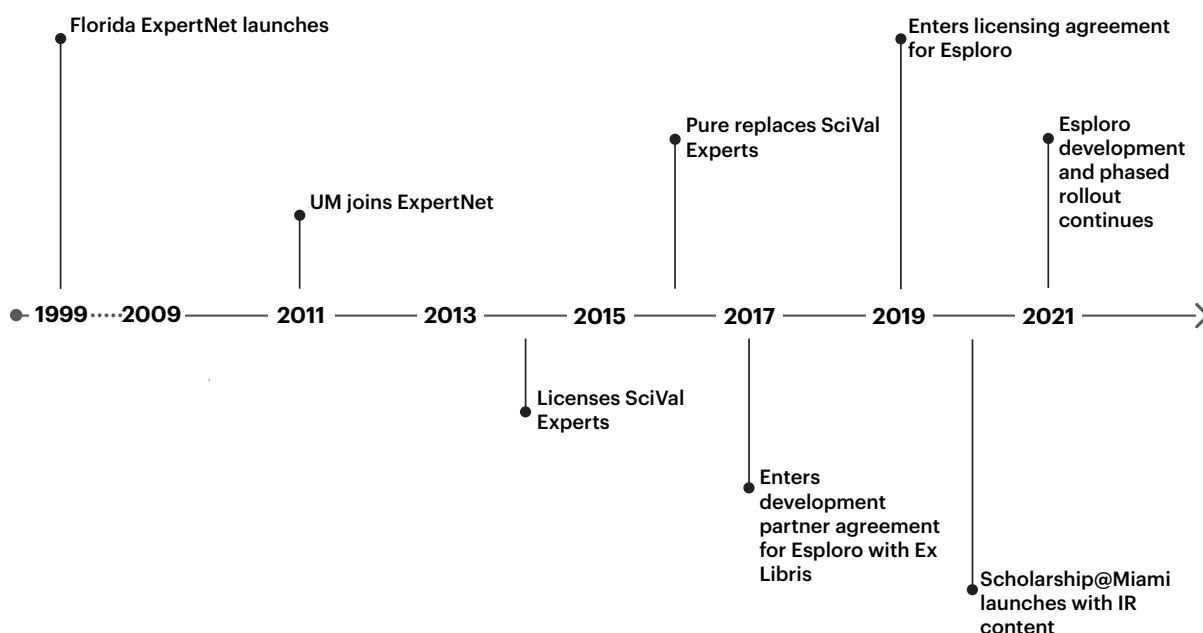 Florida ExpertNet launches
Enters licensing agreement
for Esploro
Pure replaces SciVal
Experts
Esploro
development
and phased
rollout
continues
UM joins ExpertNet
1999 2009 2011 2013 2015 2017 2019 2021
Licenses SciVal
Experts
Enters
development
partner agreement
for Esploro with Ex
Libris
Scholarship@Miami
launches with IR
content